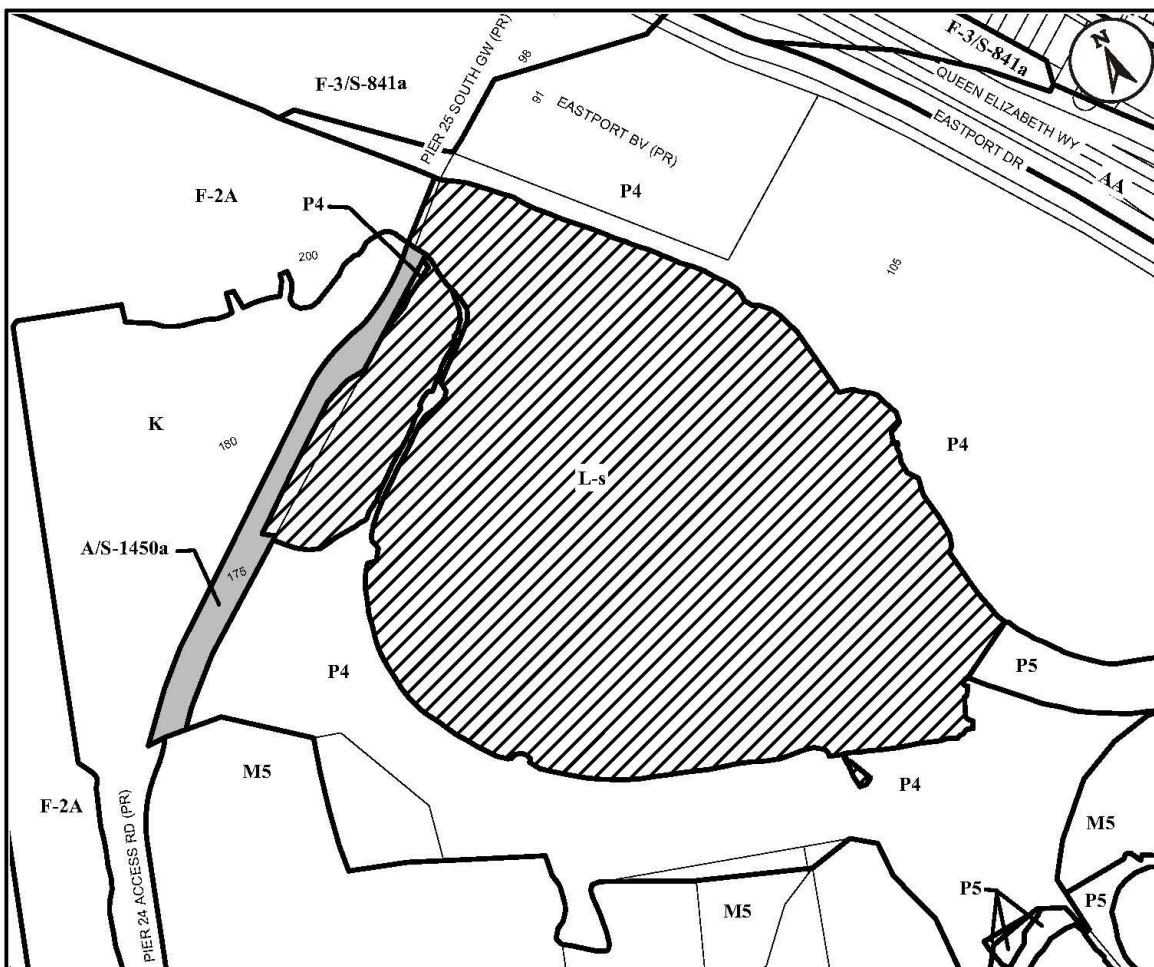 F-3/S-841a
N
QUEEN ELIZABETH WY
EASTPORT DR
AA
F-3/S-841a
PIER 25 SOUTH GW (PR)
98
91
EASTPORT BV (PR)
P4
F-2A
P4
200
105
K
180
P4
L-s
A/S-1450a
175
P4
P5
M5
P4
F-2A
M5
PIER 24 ACCESS RD (PR)
P5
P5
M5